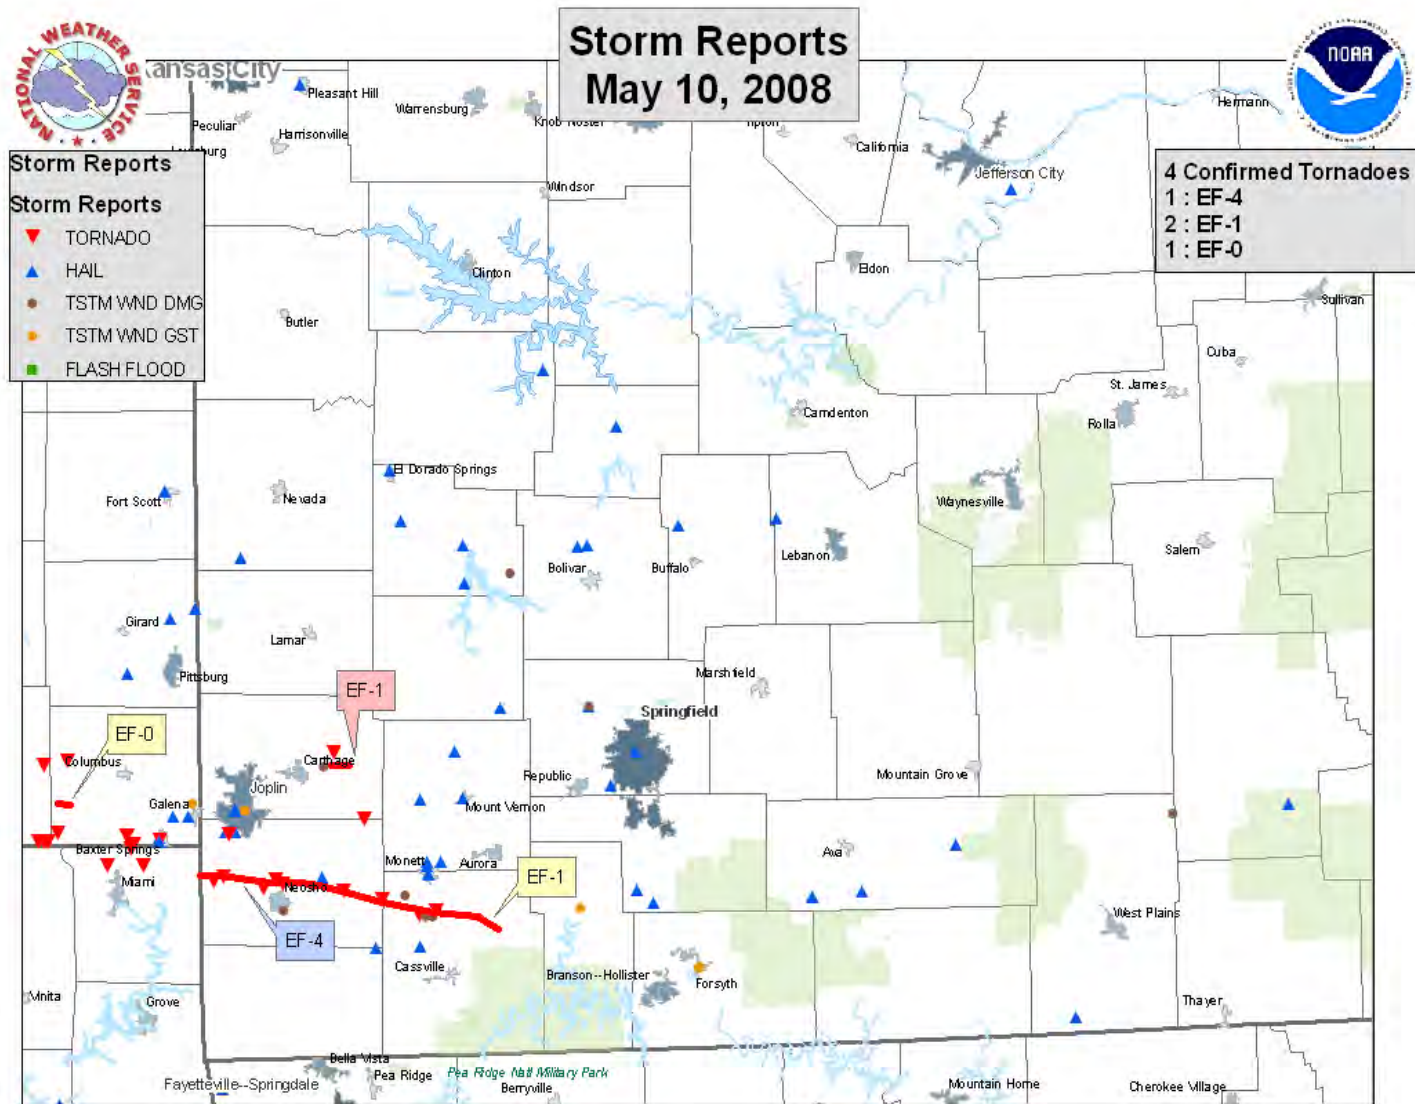 Storm Reports
May 10, 2008
NATIONAL WEATHER SERVICE
NOAA
Kansas City
Pleasant Hill
Warrensburg
Knob Noster
Hermann
Peculiar
Harrisonville
California
Storm Reports
Storm Reports
TORNADO
HAIL
TSTM WND DMG
TSTM WND GST
FLASH FLOOD
4 Confirmed Tornadoes
1 : EF-4
2 : EF-1
1 : EF-0
Jefferson City
Windsor
Clinton
Eldon
Sullivan
Butler
Cuba
St. James
Camdenton
Rolla
El Dorado Springs
Fort Scott
Nevada
Waynesville
Lebanon
Salem
Bolivar
Buffalo
Girard
Lamar
Pittsburg
Marshfield
EF-1
Springfield
EF-0
Columbus
Carthage
Joplin
Republic
Mountain Grove
Galena
Mount Vernon
Baxter Springs
Monett
Aurora
Ava
Miami
Neosho
EF-1
West Plains
EF-4
Cassville
Branson--Hollister
Forsyth
Vinita
Grove
Thayer
Bella Vista
Pea Ridge
Pea Ridge Natl Military Park
Fayetteville--Springdale
Berryville
Mountain Home
Cherokee Village